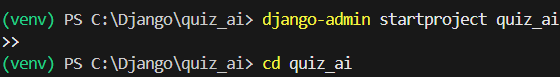 (venv) PS C:\Django\quiz_ai> django-admin startproject quiz_ai
>>
(venv) PS C:\Django\quiz_ai> cd quiz_ai